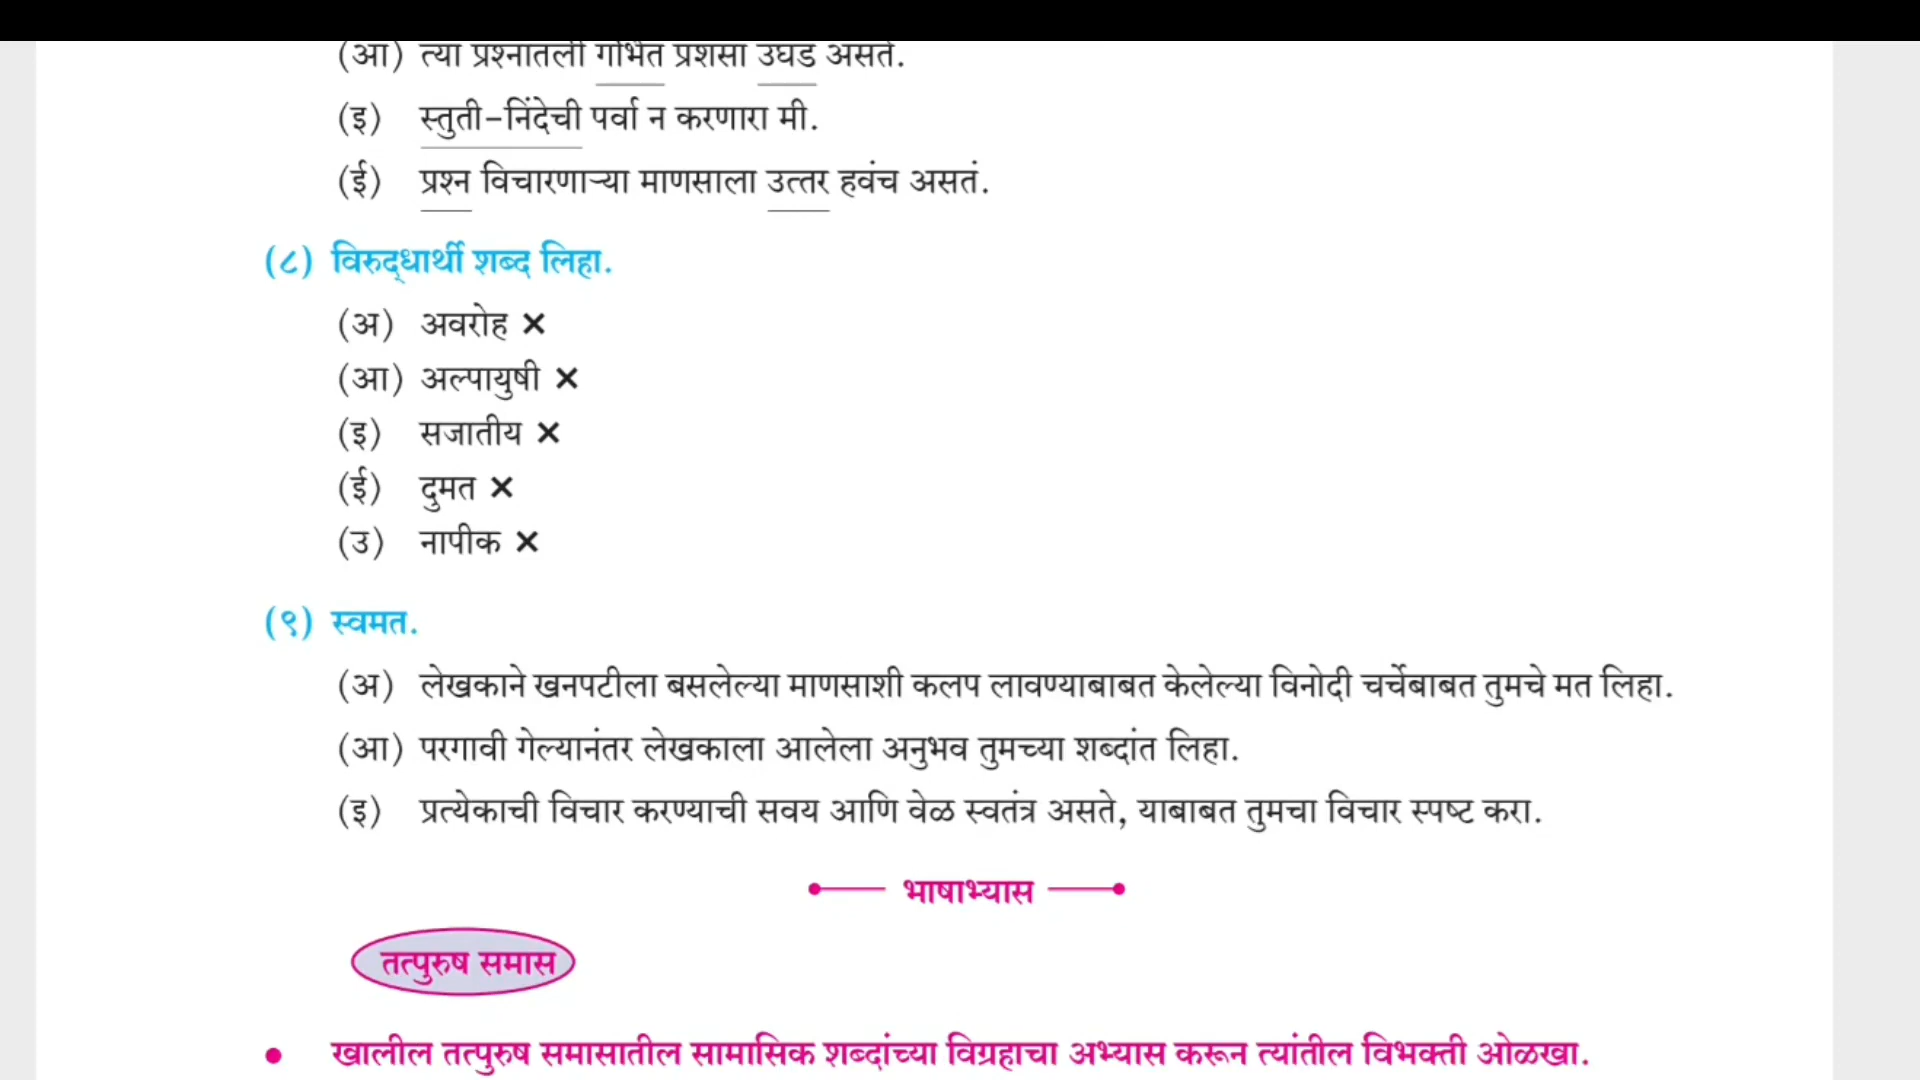 (आ) त्या प्रश्नातली गर्भित प्रशंसा उघड असते.
(इ) स्तुती-निंदेची पर्वा न करणारा मी.
(ई) प्रश्न विचारणाऱ्या माणसाला उत्तर हवंच असतं.
(८) विरुद्धार्थी शब्द लिहा.
(अ) अवरोह ×
(आ) अल्पायुषी ×
(इ) सजातीय ×
(ई) दुमत ×
(उ) नापीक ×
(९) स्वमत.
(अ) लेखकाने खनपटीला बसलेल्या माणसाशी कलप लावण्याबाबत केलेल्या विनोदी चर्चेबाबत तुमचे मत लिहा.
(आ) परगावी गेल्यानंतर लेखकाला आलेला अनुभव तुमच्या शब्दांत लिहा.
(इ) प्रत्येकाची विचार करण्याची सवय आणि वेळ स्वतंत्र असते, याबाबत तुमचा विचार स्पष्ट करा.
भाषाभ्यास
तत्पुरुष समास
• खालील तत्पुरुष समासातील सामासिक शब्दांच्या विग्रहाचा अभ्यास करून त्यांतील विभक्ती ओळखा.